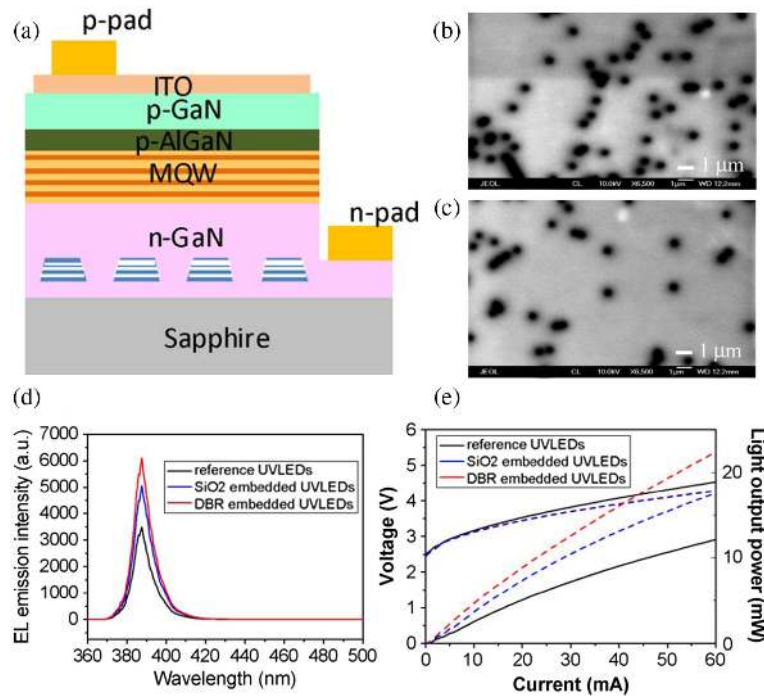 (a)
p-pad
ITO
p-GaN
p-AlGaN
MQW
n-pad
n-GaN
Sapphire
(b)
1 μm
JEOL CL 10.0kV X6,500 1μm WD 12.2mm
(c)
1 μm
JEOL CL 10.0kV X6,500 1μm WD 12.2mm
(d)
EL emission intensity (a.u.)
7000
6000
5000
4000
3000
2000
1000
0
reference UVLEDs
SiO2 embedded UVLEDs
DBR embedded UVLEDs
360 380 400 420 440 460 480 500
Wavelength (nm)
(e)
Voltage (V)
6
5
4
3
2
1
0
reference UVLEDs
SiO2 embedded UVLEDs
DBR embedded UVLEDs
Light output power (mW)
20
10
0
0 10 20 30 40 50 60
Current (mA)